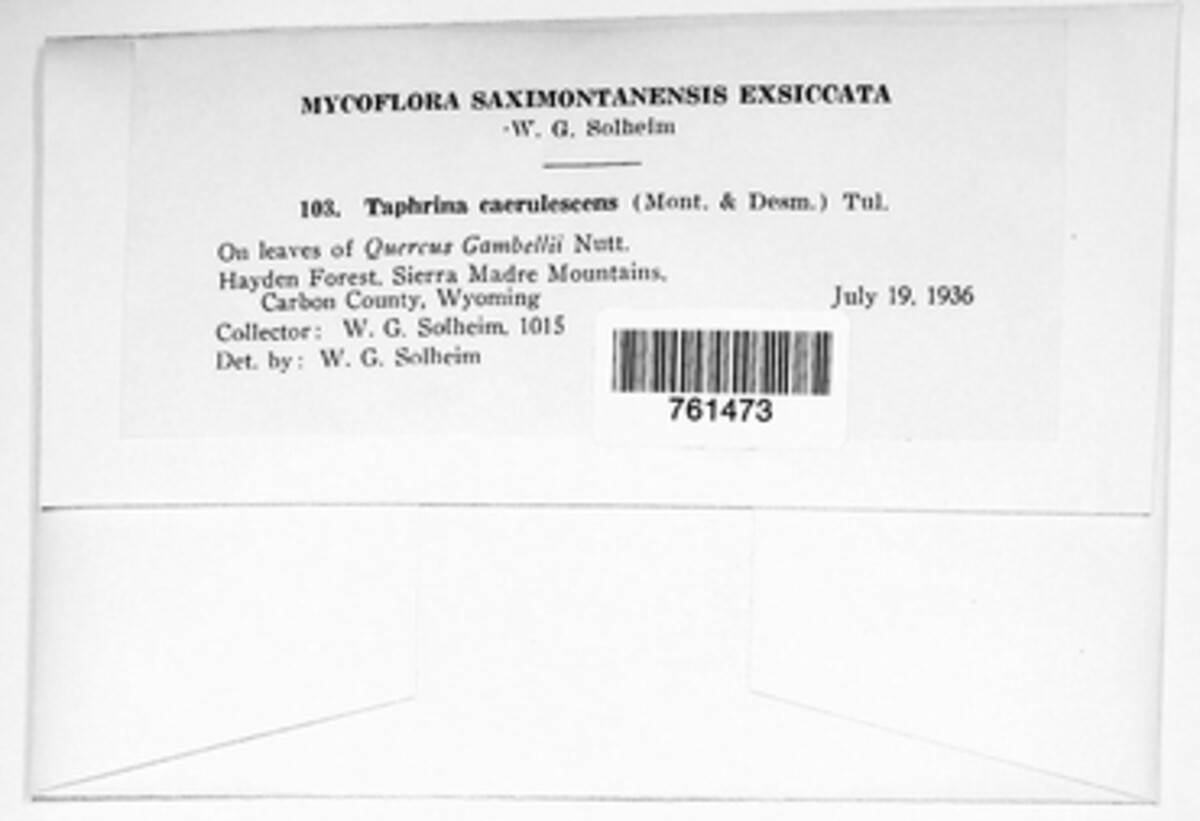 MYCOFLORA SAXIMONTANENSIS EXSICCATA
W. G. Solheim
103. Taphrina caerulescens (Mont. & Desm.) Tul.
On leaves of Quercus Gambellii Nutt.
Hayden Forest, Sierra Madre Mountains,
Carbon County, Wyoming July 19, 1936
Collector: W. G. Solheim, 1015
Det. by: W. G. Solheim
761473